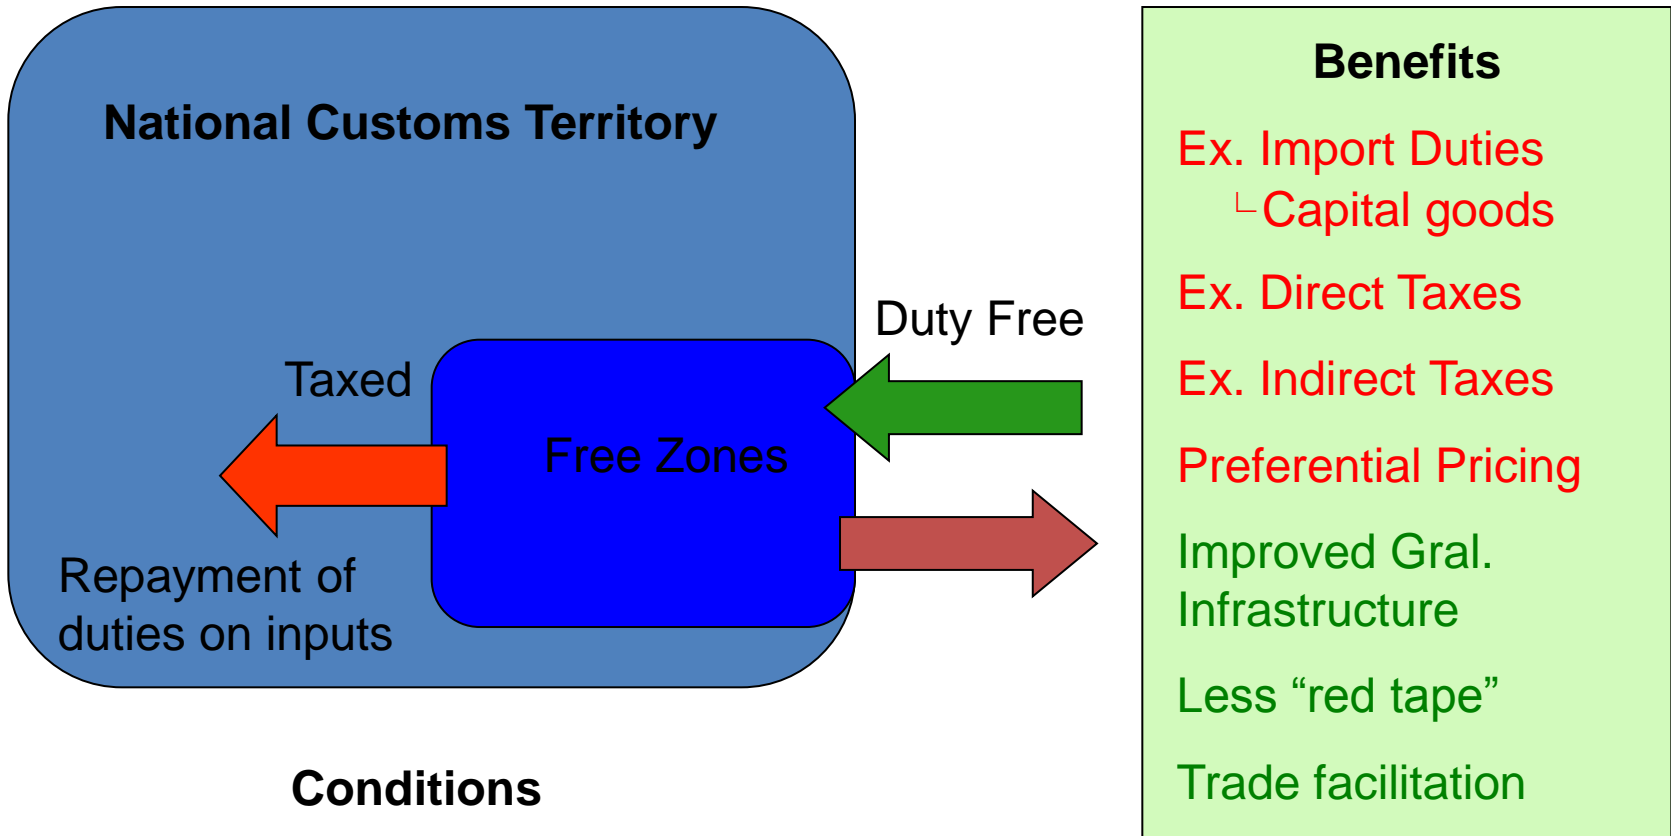 National Customs Territory
Duty Free
Taxed
Free Zones
Repayment of
duties on inputs
Conditions
Benefits
Ex. Import Duties
Capital goods
Ex. Direct Taxes
Ex. Indirect Taxes
Preferential Pricing
Improved Gral.
Infrastructure
Less “red tape”
Trade facilitation